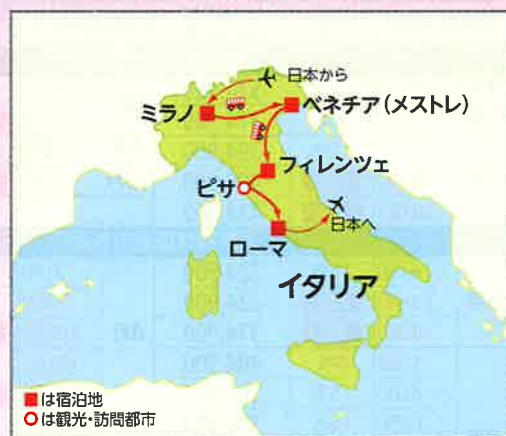 日本から
ミラノ
ベネチア(メストレ)
フィレンツェ
ピサ
日本へ
ローマ
イタリア
■は宿泊地
○は観光・訪問都市